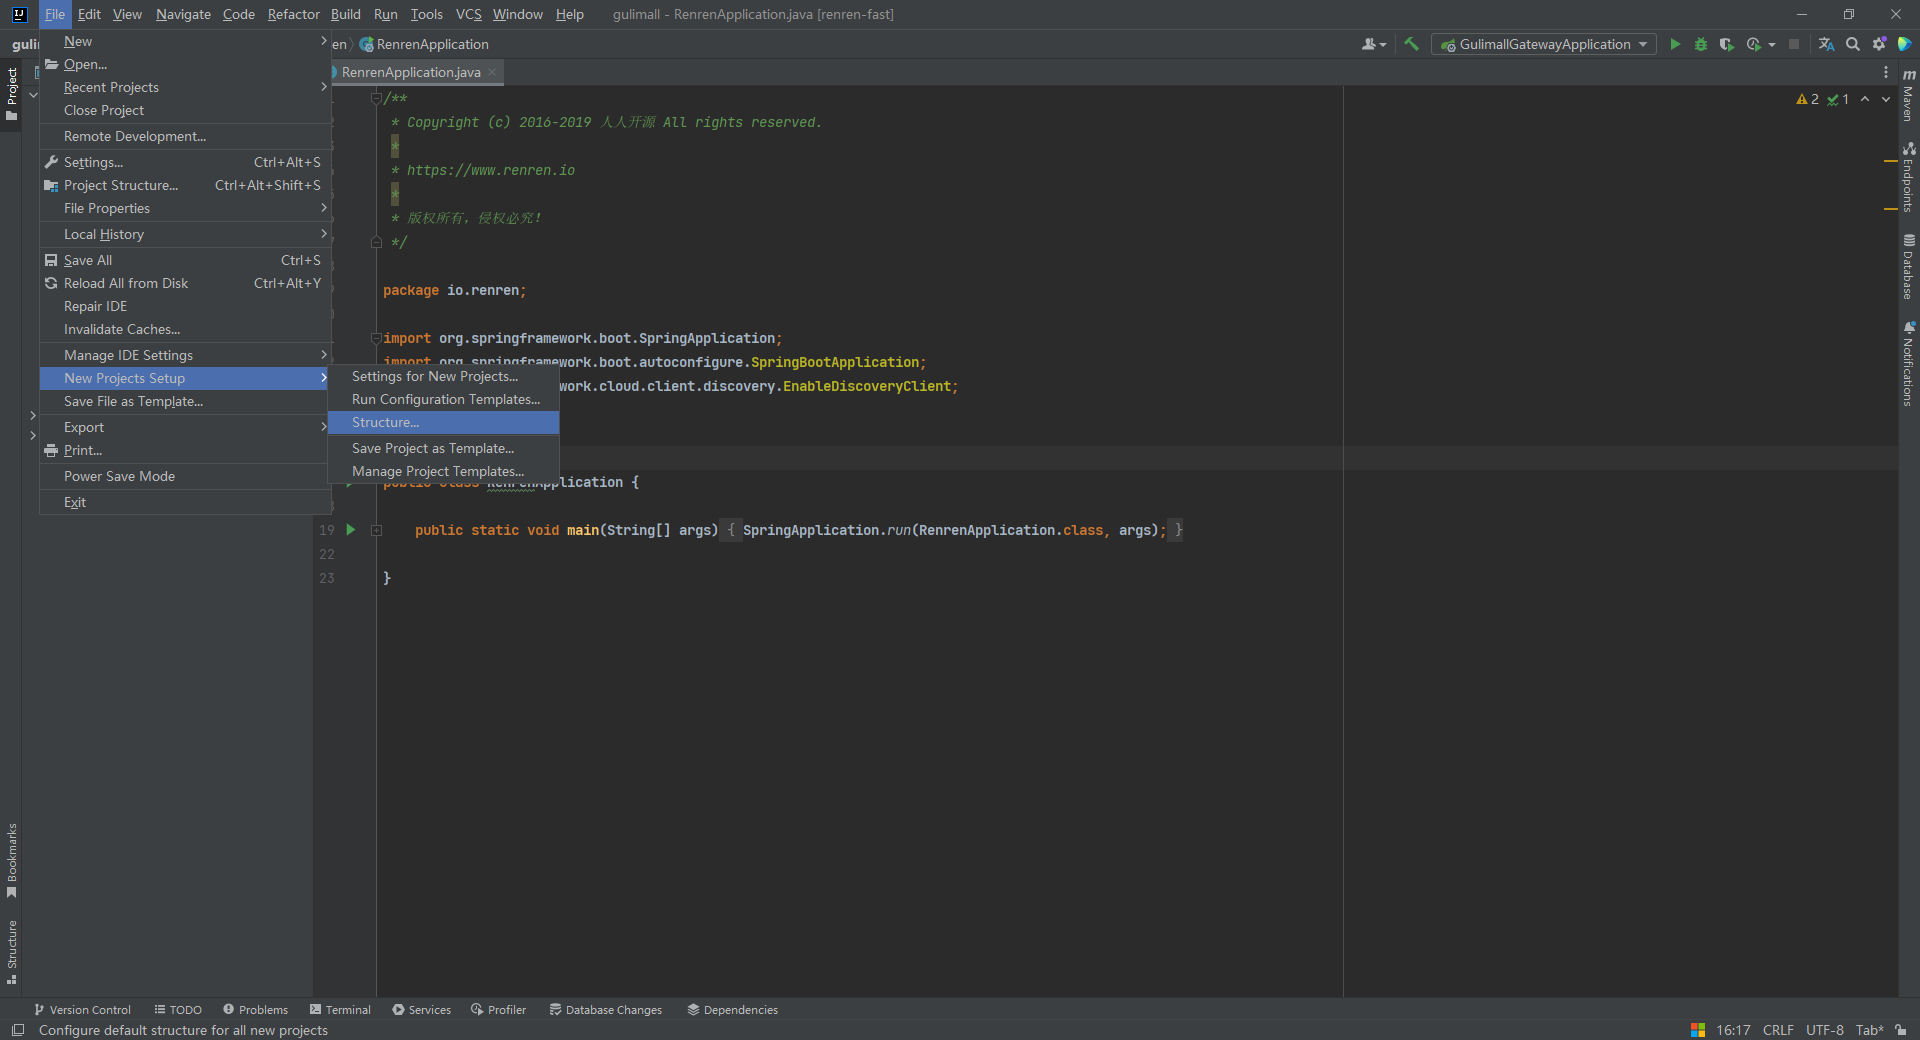 File Edit View Navigate Code Refactor Build Run Tools VCS Window Help gulimall - RenrenApplication.java [renren-fast]
RenrenApplication
GulimallGatewayApplication
RenrenApplication.java
New
Open...
Recent Projects
Close Project
Remote Development...
Settings... Ctrl+Alt+S
Project Structure... Ctrl+Alt+Shift+S
File Properties
Local History
Save All Ctrl+S
Reload All from Disk Ctrl+Alt+Y
Repair IDE
Invalidate Caches...
Manage IDE Settings
New Projects Setup
Save File as Template...
Export
Print...
Power Save Mode
Exit
Settings for New Projects...
Run Configuration Templates...
Structure...
Save Project as Template...
Manage Project Templates...
/**
* Copyright (c) 2016-2019 人人开源 All rights reserved.
*
* https://www.renren.io
*
* 版权所有，侵权必究！
*/
package io.renren;
import org.springframework.boot.SpringApplication;
import org.springframework.boot.autoconfigure.SpringBootApplication;
work.cloud.client.discovery.EnableDiscoveryClient;
public class RenrenApplication {
19 public static void main(String[] args) { SpringApplication.run(RenrenApplication.class, args); }
22
23 }
2 1
Project
Bookmarks
Structure
Maven
Endpoints
Database
Notifications
Version Control TODO Problems Terminal Services Profiler Database Changes Dependencies
Configure default structure for all new projects 16:17 CRLF UTF-8 Tab*